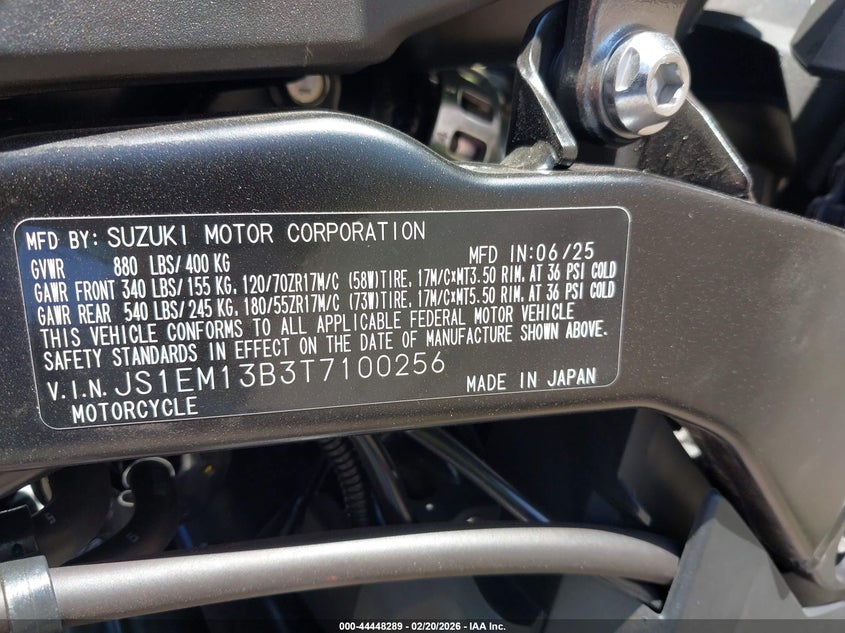 MFD BY: SUZUKI MOTOR CORPORATION MFD IN: 06/25
GVWR 880 LBS/ 400 KG
GAWR FRONT 340 LBS/ 155 KG, 120/70ZR17M/C (58W)TIRE, 17M/C×MT3.50 RIM, AT 36 PSI COLD
GAWR REAR 540 LBS/ 245 KG, 180/55ZR17M/C (73W)TIRE, 17M/C×MT5.50 RIM, AT 36 PSI COLD
THIS VEHICLE CONFORMS TO ALL APPLICABLE FEDERAL MOTOR VEHICLE
SAFETY STANDARDS IN EFFECT ON THE DATE OF MANUFACTURE SHOWN ABOVE.
V.I.N. JS1EM13B3T7100256 MADE IN JAPAN
MOTORCYCLE
000-44448289 - 02/20/2026 - IAA Inc.